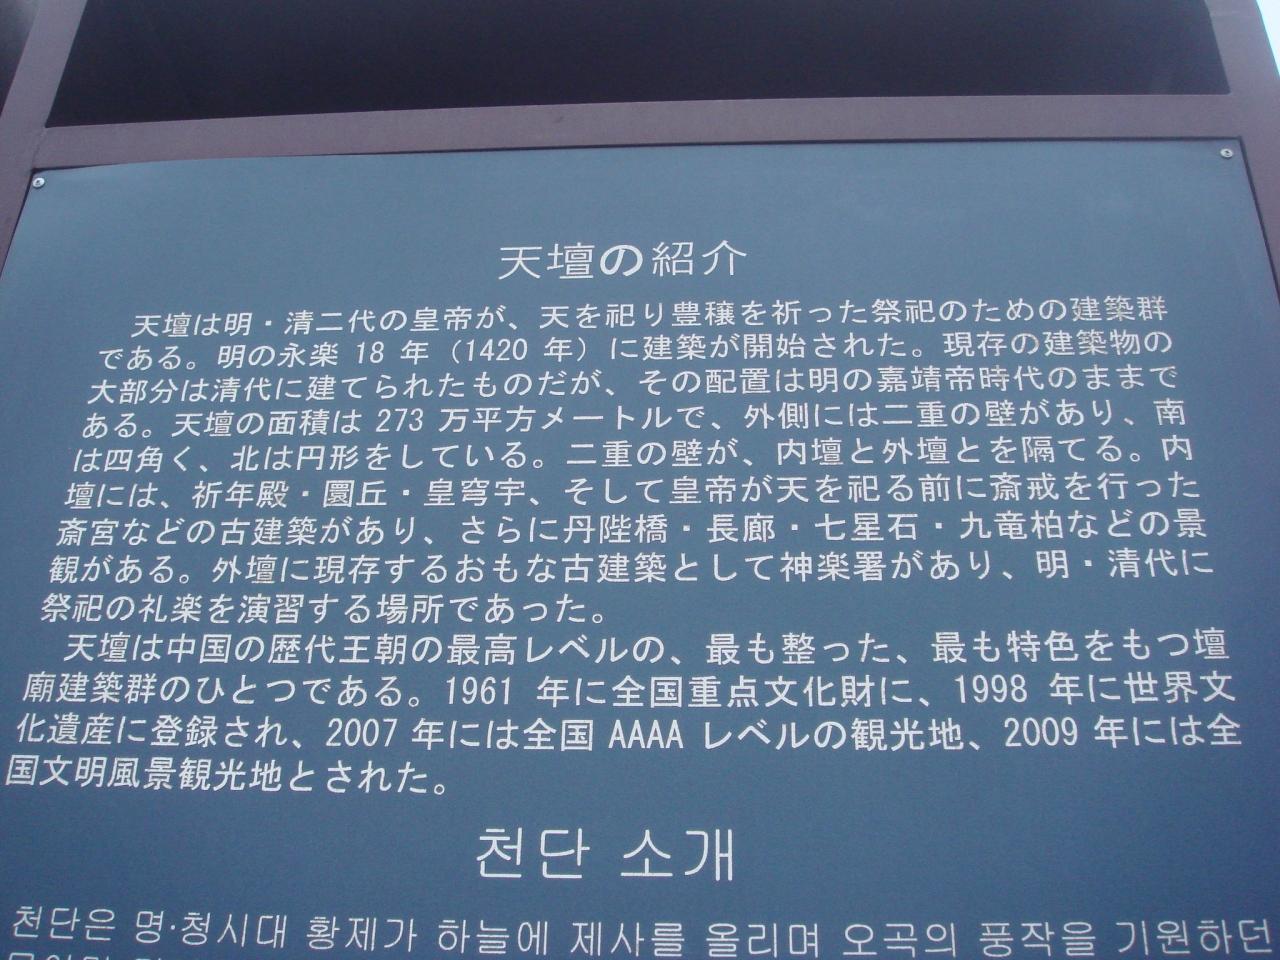 天壇の紹介
天壇は明・清二代の皇帝が、天を祀り豊穣を祈った祭祀のための建築群
である。明の永楽 18 年（1420 年）に建築が開始された。現存の建築物の
大部分は清代に建てられたものだが、その配置は明の嘉靖帝時代のままで
ある。天壇の面積は 273 万平方メートルで、外側には二重の壁があり、南
は四角く、北は円形をしている。二重の壁が、内壇と外壇とを隔てる。内
壇には、祈年殿・圜丘・皇穹宇、そして皇帝が天を祀る前に斎戒を行った
斎宮などの古建築があり、さらに丹陛橋・長廊・七星石・九竜柏などの景
観がある。外壇に現存するおもな古建築として神楽署があり、明・清代に
祭祀の礼楽を演習する場所であった。
天壇は中国の歴代王朝の最高レベルの、最も整った、最も特色をもつ壇
廟建築群のひとつである。1961 年に全国重点文化財に、1998 年に世界文
化遺産に登録され、2007 年には全国 AAAA レベルの観光地、2009 年には全
国文明風景観光地とされた。
천단 소개
천단은 명·청시대 황제가 하늘에 제사를 올리며 오곡의 풍작을 기원하던